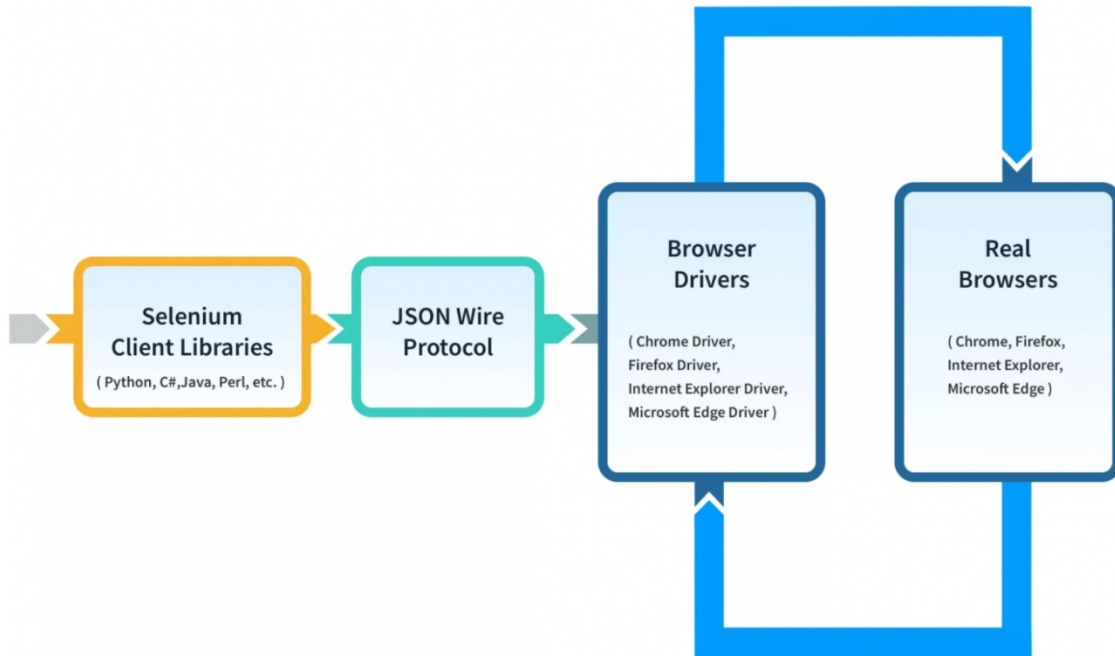 Selenium
Client Libraries
( Python, C#,Java, Perl, etc. )
JSON Wire
Protocol
Browser
Drivers
( Chrome Driver,
Firefox Driver,
Internet Explorer Driver,
Microsoft Edge Driver )
Real
Browsers
( Chrome, Firefox,
Internet Explorer,
Microsoft Edge )